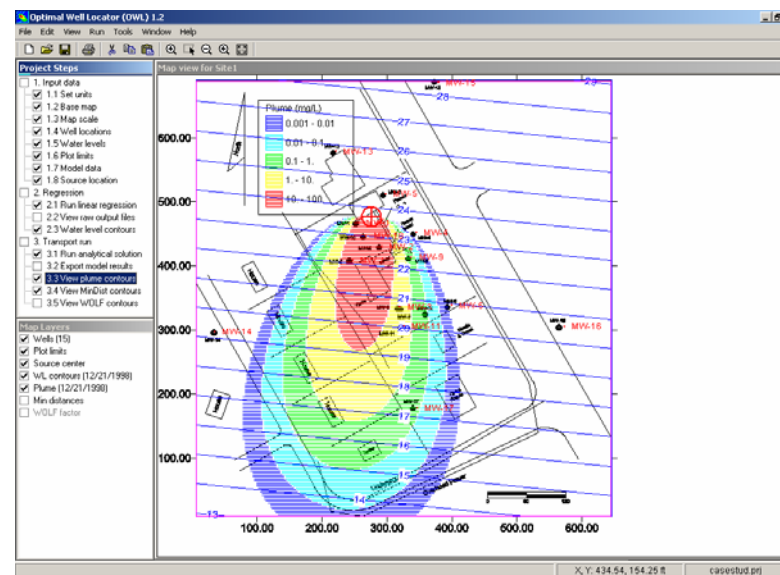 Optimal Well Locator (OWL) 1.2
File Edit View Run Tools Window Help
Project Steps
1. Input data
1.1 Set units
1.2 Base map
1.3 Map scale
1.4 Well locations
1.5 Water levels
1.6 Plot limits
1.7 Model data
1.8 Source location
2. Regression
2.1 Run linear regression
2.2 View raw output files
2.3 Water level contours
3. Transport run
3.1 Run analytical solution
3.2 Export model results
3.3 View plume contours
3.4 View MinDist contours
3.5 View WOLF contours
Map Layers
Wells (15)
Plot limits
Source center
WL contours (12/21/1998)
Plume (12/21/1998)
Min distances
WOLF factor
Map view for Site1
Plume (mg/L)
0.001 - 0.01
0.01 - 0.1
0.1 - 1.
1. - 10.
10. - 100.
North
600.00
500.00
400.00
300.00
200.00
100.00
100.00 200.00 300.00 400.00 500.00 600.00
29
28
27
26
25
24
23
22
21
20
19
18
17
16
15
14
13
MW-15
MW-13
MW-5
MW-4
MW-9
MW-6
MW-11
MW-16
MW-14
MW-12
X, Y: 434.54, 154.25 ft
casestud.prj